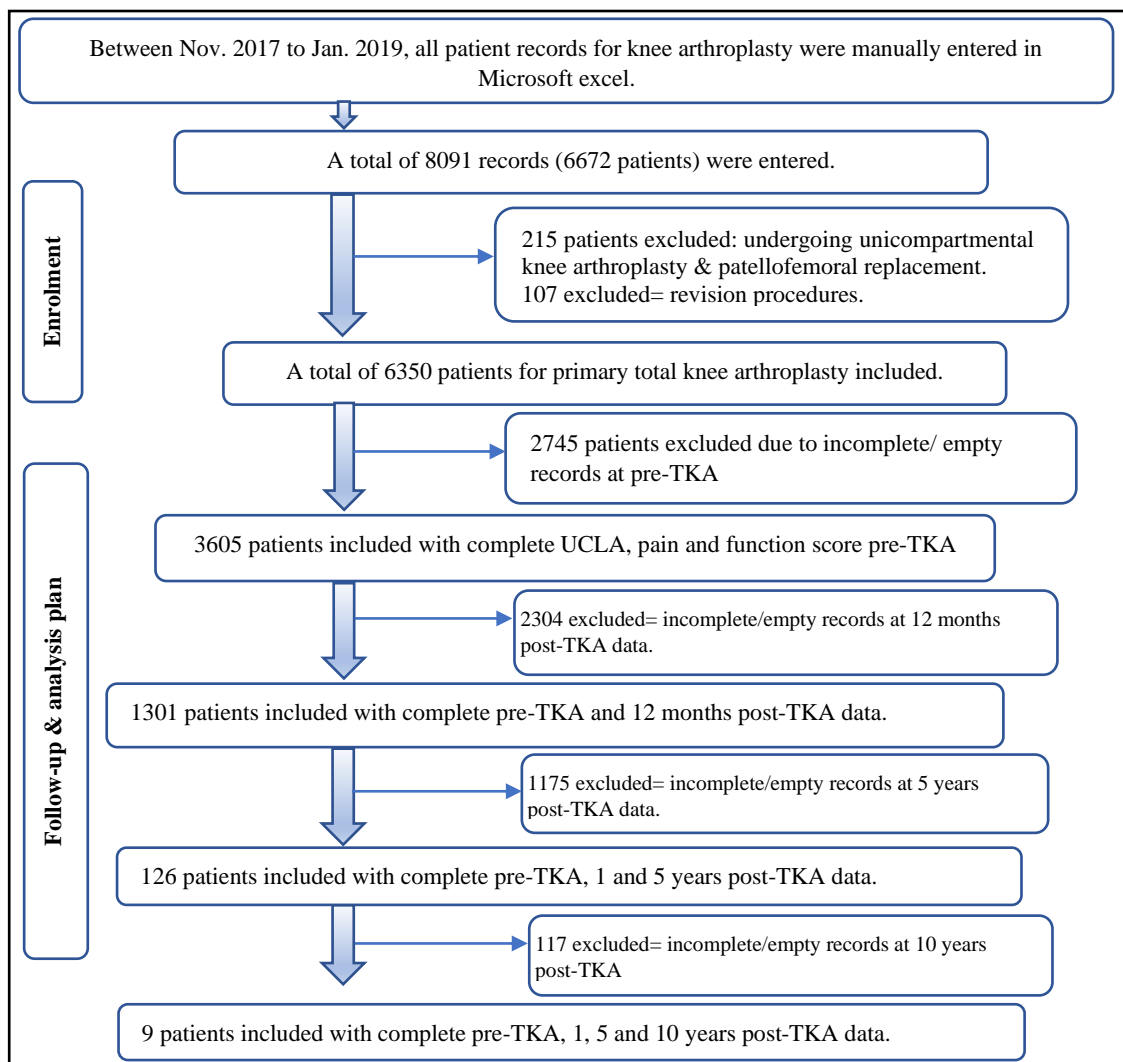 Between Nov. 2017 to Jan. 2019, all patient records for knee arthroplasty were manually entered in
Microsoft excel.
A total of 8091 records (6672 patients) were entered.
Enrolment
215 patients excluded: undergoing unicompartmental
knee arthroplasty & patellofemoral replacement.
107 excluded= revision procedures.
A total of 6350 patients for primary total knee arthroplasty included.
2745 patients excluded due to incomplete/ empty
records at pre-TKA
Follow-up & analysis plan
3605 patients included with complete UCLA, pain and function score pre-TKA
2304 excluded= incomplete/empty records at 12 months
post-TKA data.
1301 patients included with complete pre-TKA and 12 months post-TKA data.
1175 excluded= incomplete/empty records at 5 years
post-TKA data.
126 patients included with complete pre-TKA, 1 and 5 years post-TKA data.
117 excluded= incomplete/empty records at 10 years
post-TKA
9 patients included with complete pre-TKA, 1, 5 and 10 years post-TKA data.